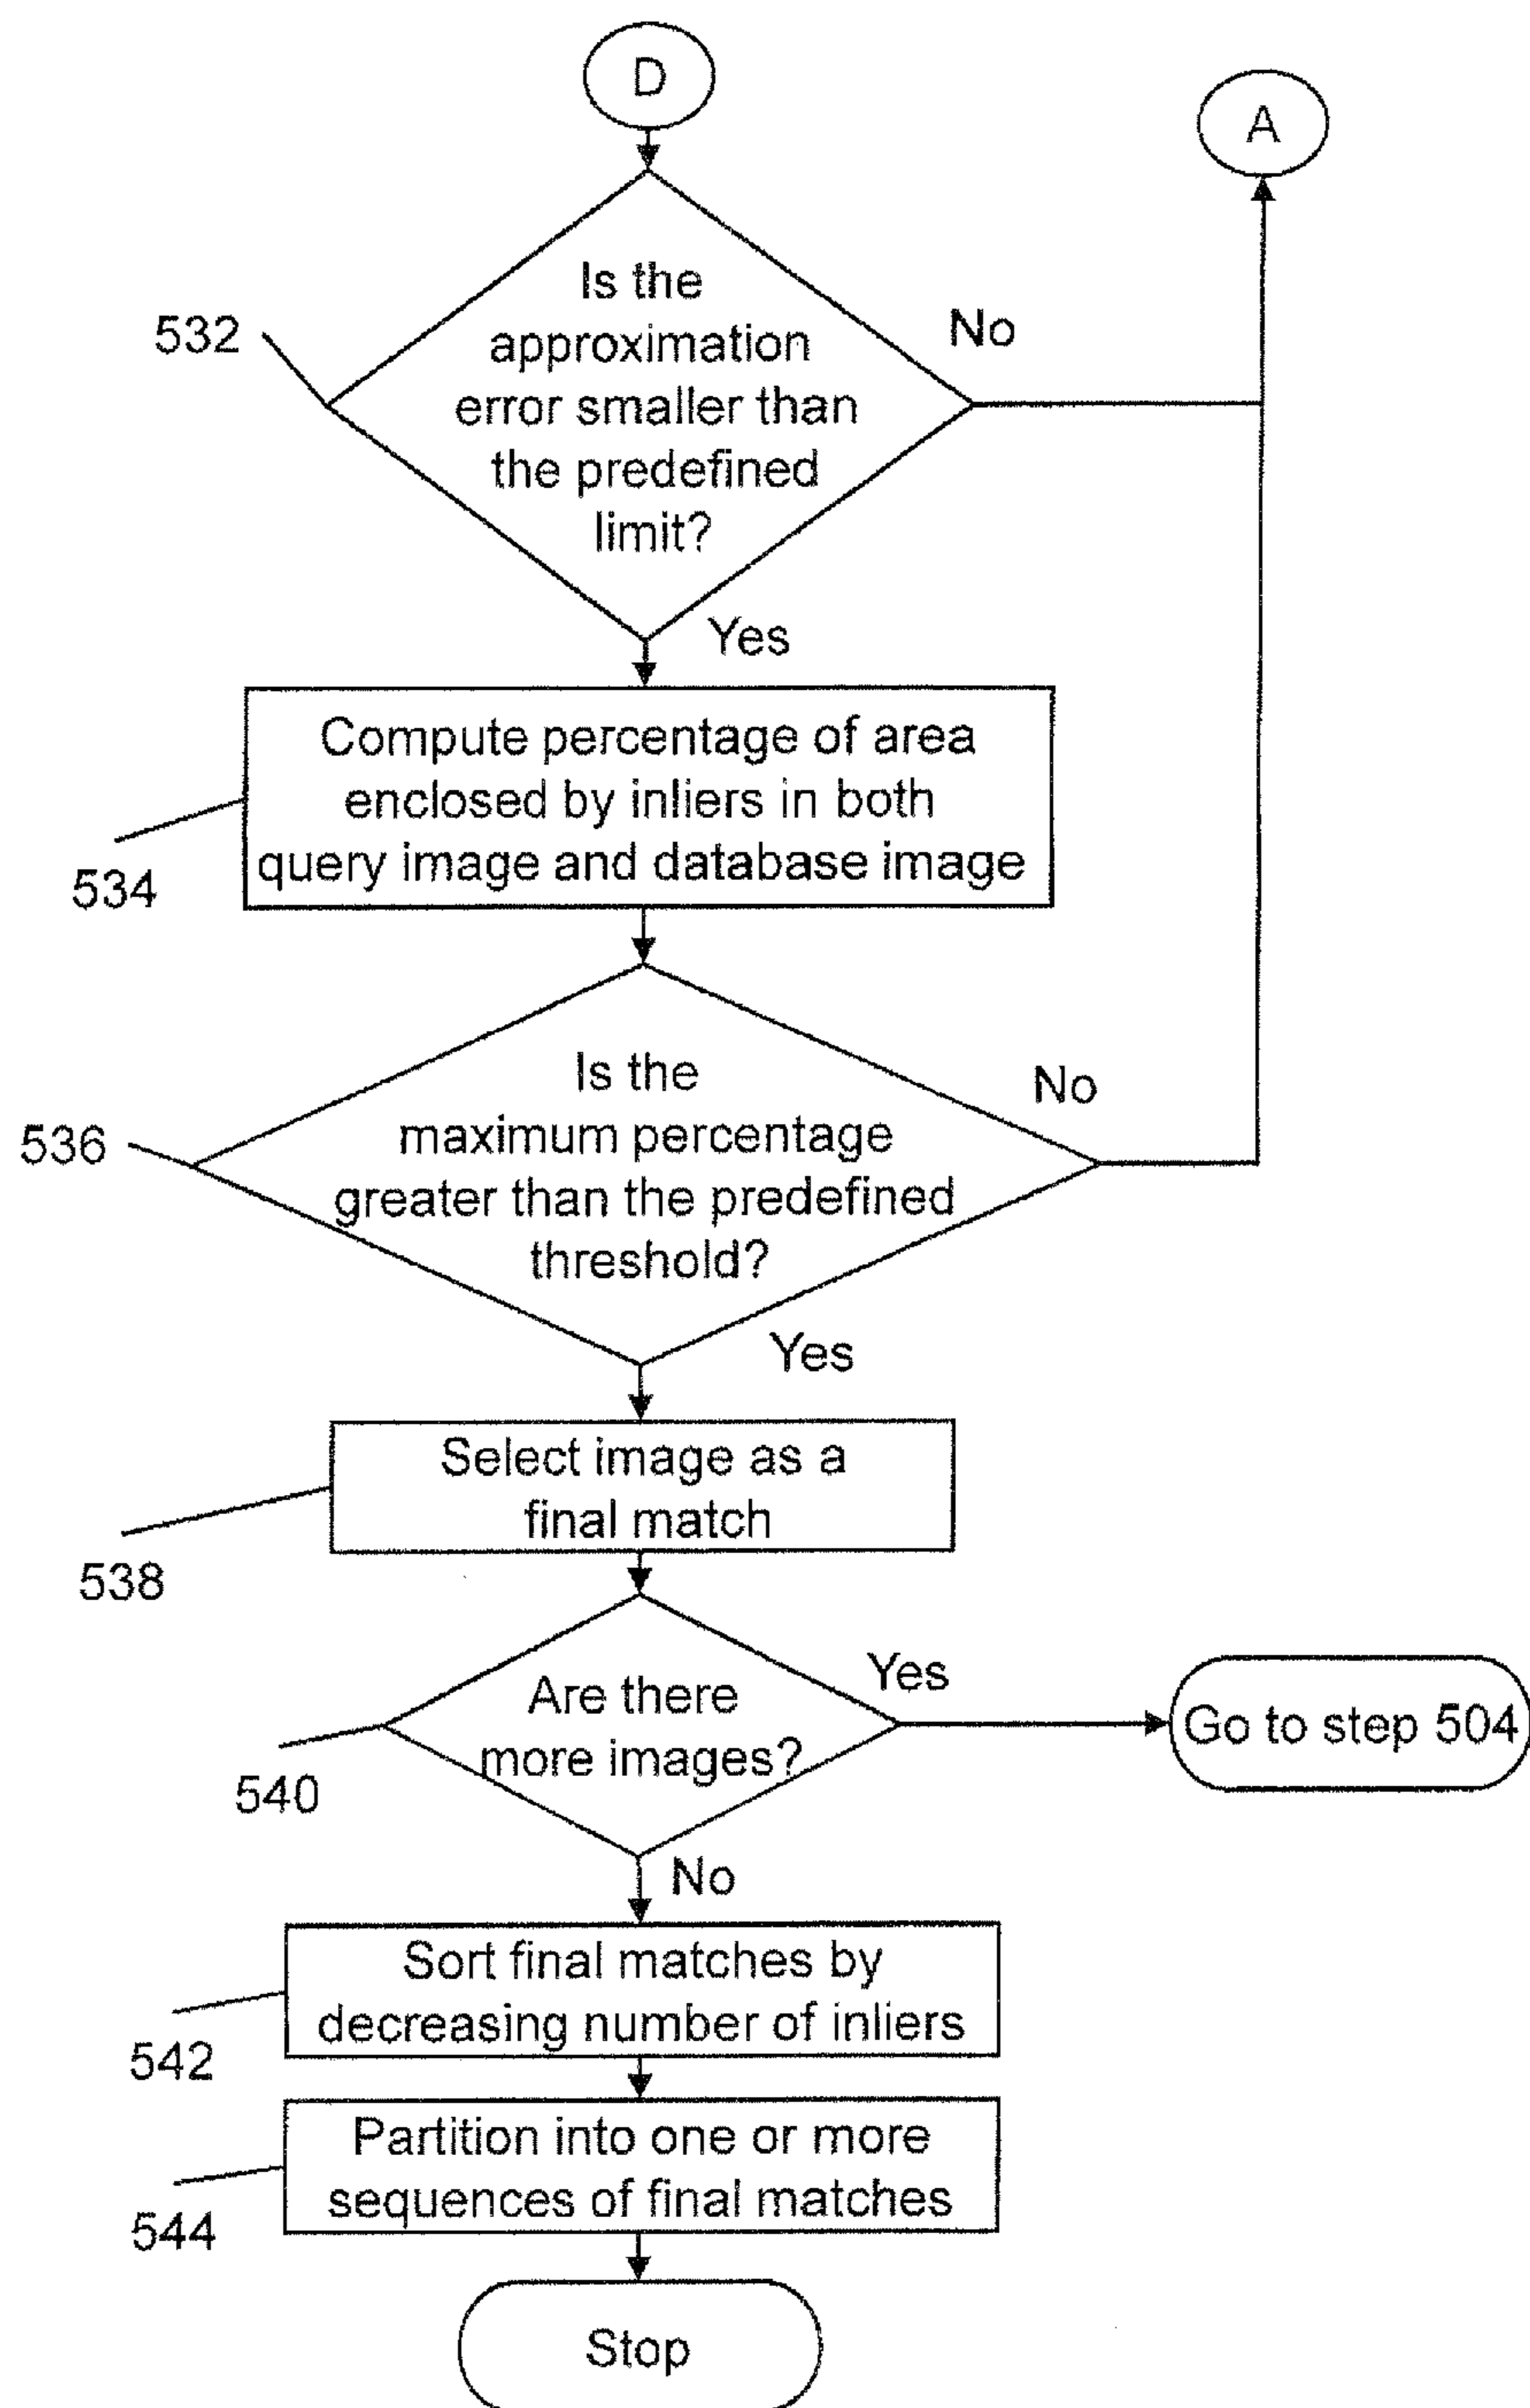 D
A
Is the
approximation
error smaller than
the predefined
limit?
532
No
Yes
Compute percentage of area
enclosed by inliers in both
query image and database image
534
Is the
maximum percentage
greater than the predefined
threshold?
536
No
Yes
Select image as a
final match
538
Are there
more images?
Yes
Go to step 504
540
No
Sort final matches by
decreasing number of inliers
542
Partition into one or more
sequences of final matches
544
Stop